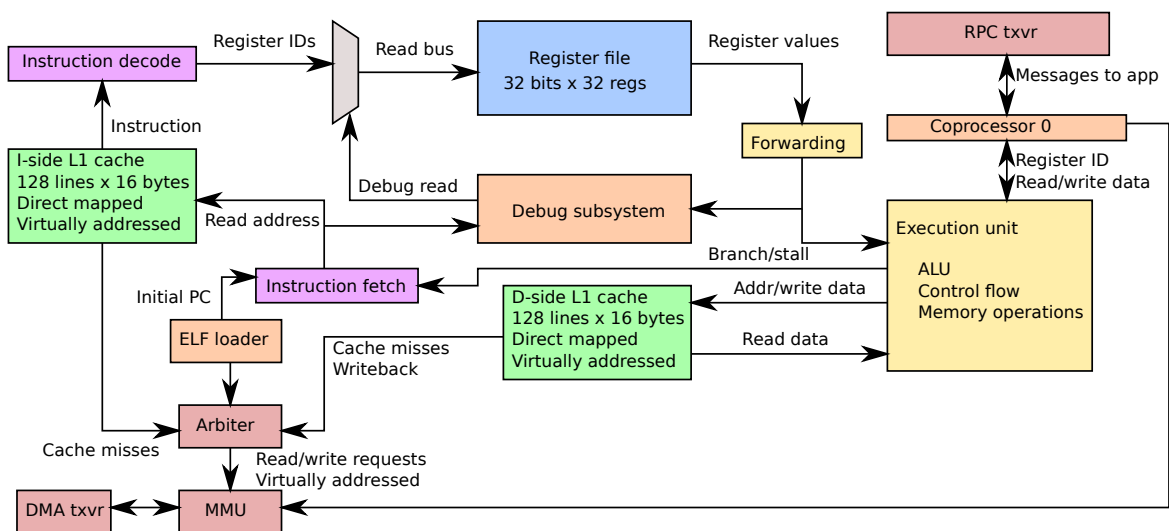 Register IDs
Read bus
Register values
RPC txvr
Instruction decode
Register file
32 bits x 32 regs
Messages to app
Instruction
Coprocessor 0
Forwarding
I-side L1 cache
128 lines x 16 bytes
Direct mapped
Virtually addressed
Register ID
Read/write data
Debug read
Debug subsystem
Read address
Execution unit
ALU
Control flow
Memory operations
Branch/stall
Instruction fetch
Addr/write data
Initial PC
D-side L1 cache
128 lines x 16 bytes
Direct mapped
Virtually addressed
ELF loader
Read data
Cache misses
Writeback
Arbiter
Cache misses
Read/write requests
Virtually addressed
DMA txvr
MMU